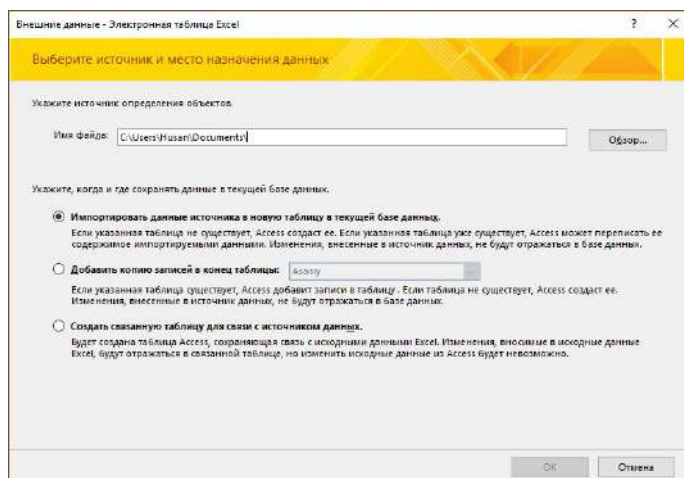 Внешние данные - Электронная таблица Excel
Выберите источник и место назначения данных
Укажите источник определения объектов.
Имя файла: C:\Users\Husan\Documents\ Обзор...
Укажите, когда и где сохранять данные в текущей базе данных.
Импортировать данные источника в новую таблицу в текущей базе данных.
Если указанная таблица не существует, Access создаст ее. Если указанная таблица уже существует, Access может переписать ее
содержимое импортируемыми данными. Изменения, внесенные в источник данных, не будут отражаться в базе данных.
Добавить копию записей в конец таблицы: Asosiy
Если указанная таблица существует, Access добавит записи в таблицу. Если таблица не существует, Access создаст ее.
Изменения, внесенные в источник данных, не будут отражаться в базе данных.
Создать связанную таблицу для связи с источником данных.
Будет создана таблица Access, сохраняющая связь с исходными данными Excel. Изменения, вносимые в исходные данные
Excel, будут отражаться в связанной таблице, но изменить исходные данные из Access будет невозможно.
OK Отмена